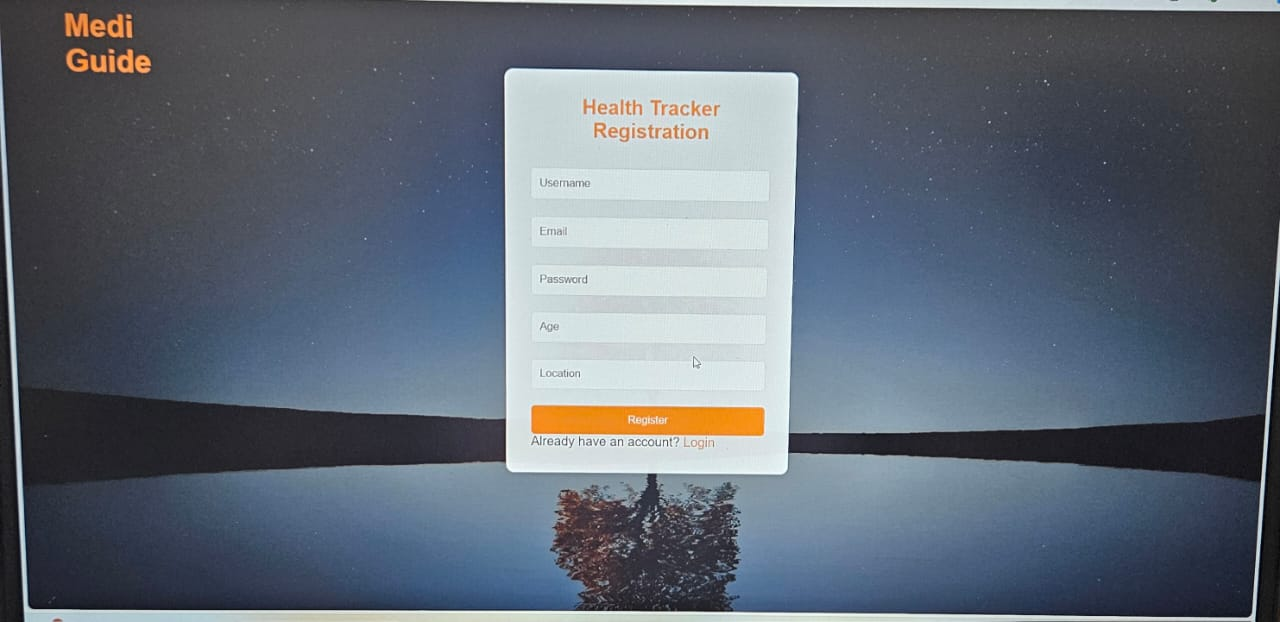 Medi
Guide
Health Tracker
Registration
Username
Email
Password
Age
Location
Register
Already have an account? Login